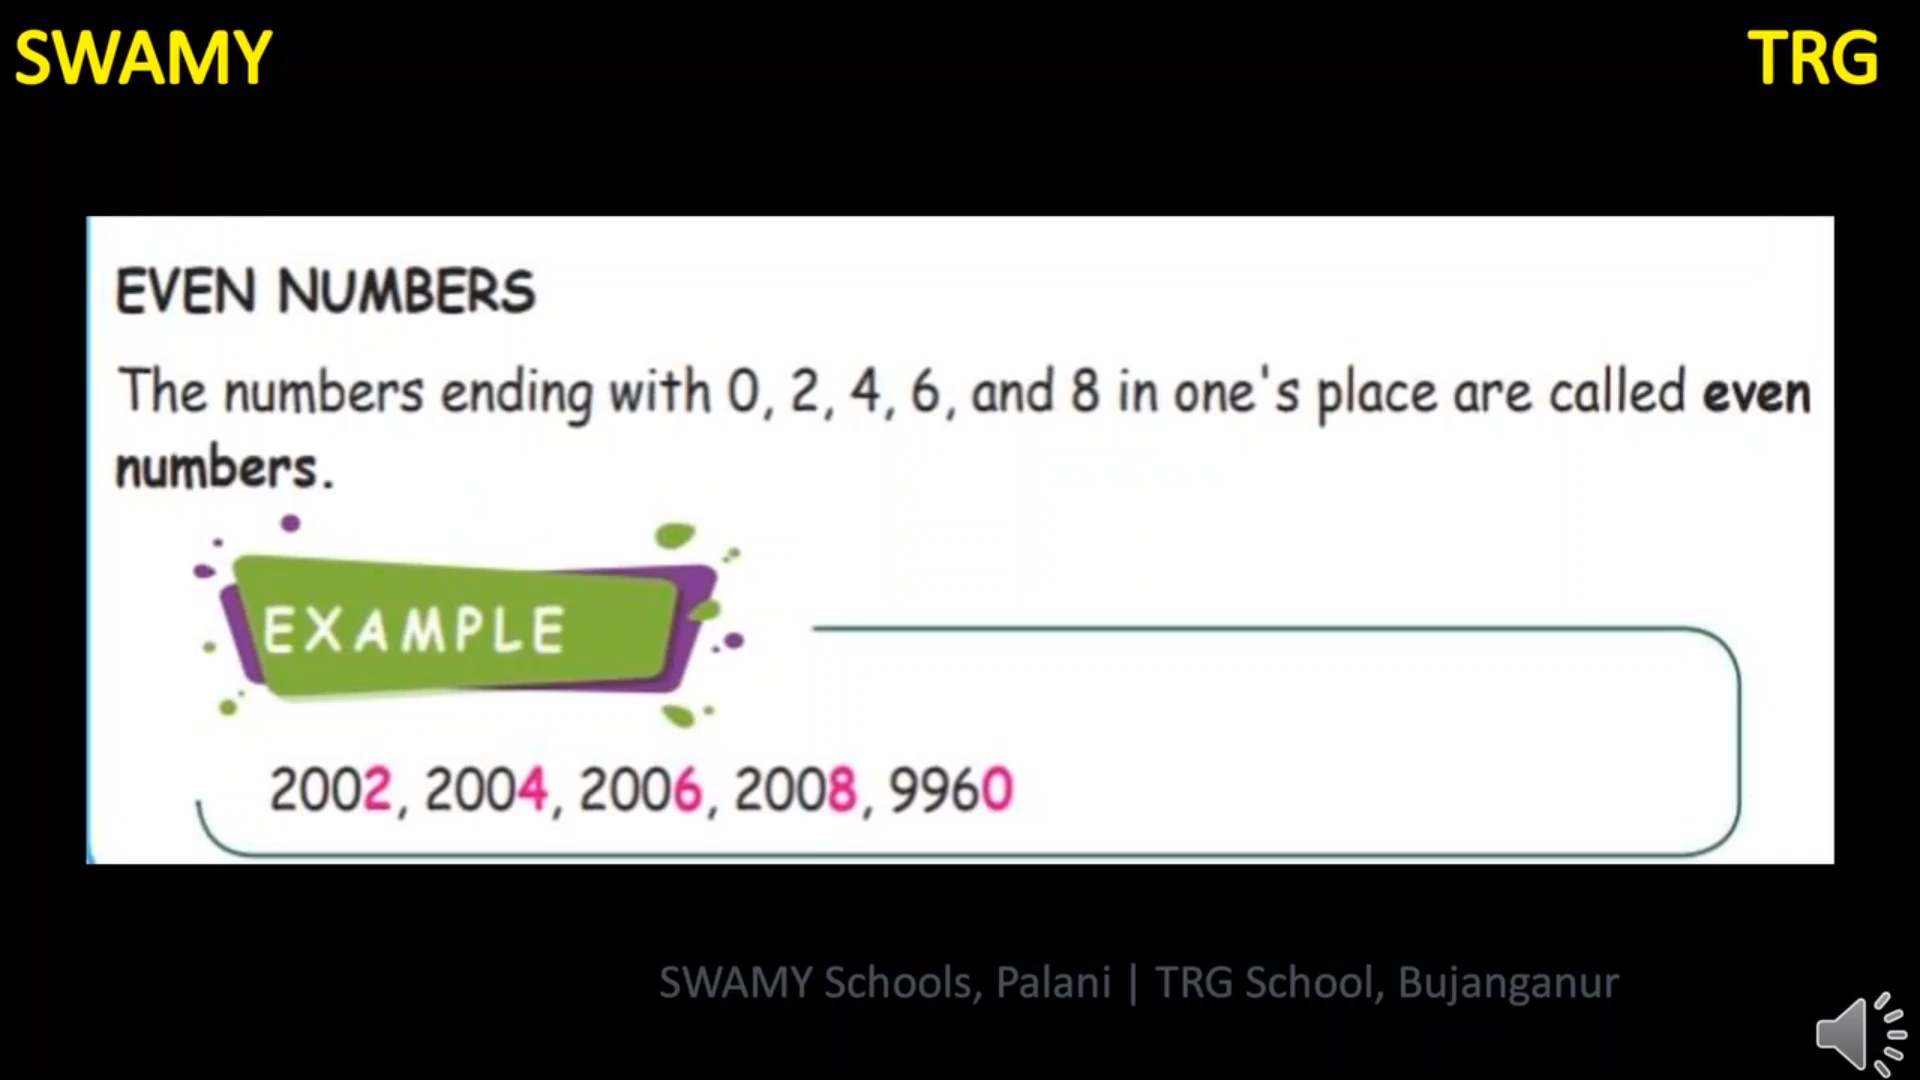 SWAMY
TRG
EVEN NUMBERS
The numbers ending with 0, 2, 4, 6, and 8 in one's place are called even
numbers.
EXAMPLE
2002, 2004, 2006, 2008, 9960
SWAMY Schools, Palani | TRG School, Bujanganur